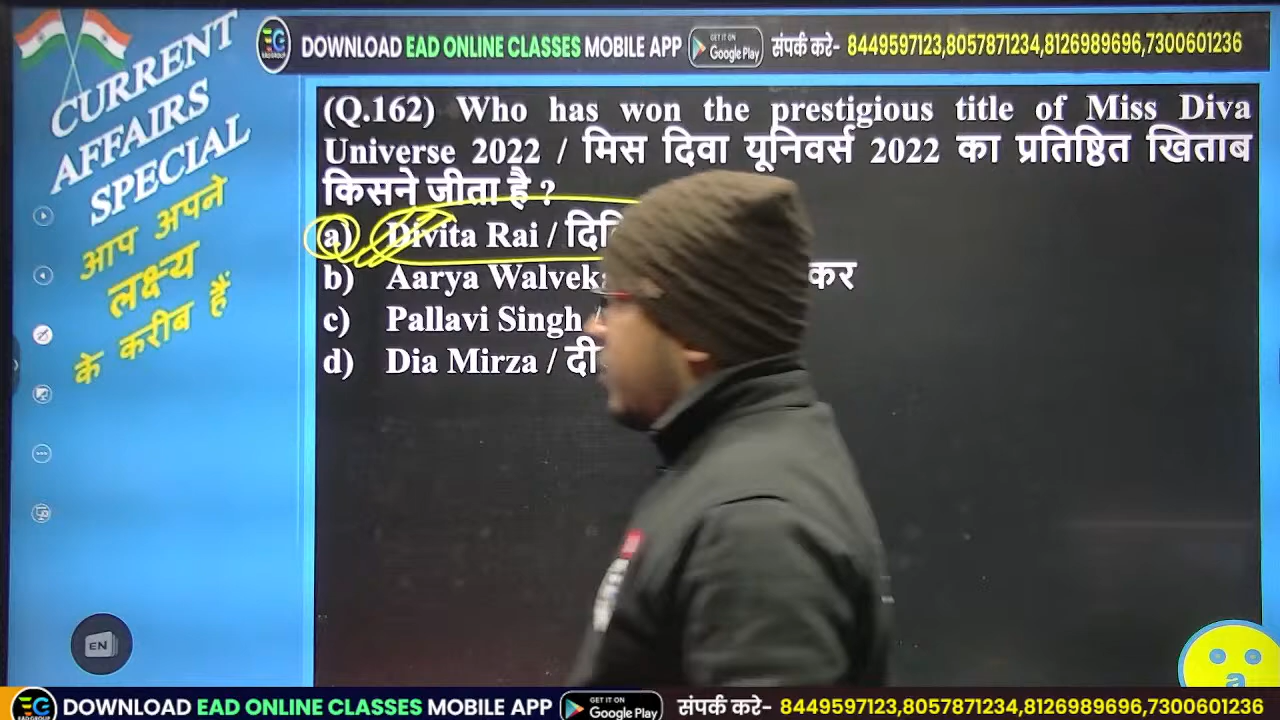 CURRENT
AFFAIRS
SPECIAL
आप अपने
लक्ष्य
के करीब हैं
DOWNLOAD EAD ONLINE CLASSES MOBILE APP GET IT ON Google Play संपर्क करे- 8449597123,8057871234,8126989696,7300601236
(Q.162) Who has won the prestigious title of Miss Diva
Universe 2022 / मिस दिवा यूनिवर्स 2022 का प्रतिष्ठित खिताब
किसने जीता है ?
a) Divita Rai /
b) Aarya
c) Pallavi Singh
d) Dia Mirza /
EN
a
DOWNLOAD EAD ONLINE CLASSES MOBILE APP GET IT ON Google Play संपर्क करे- 8449597123,8057871234,8126989696,7300601236